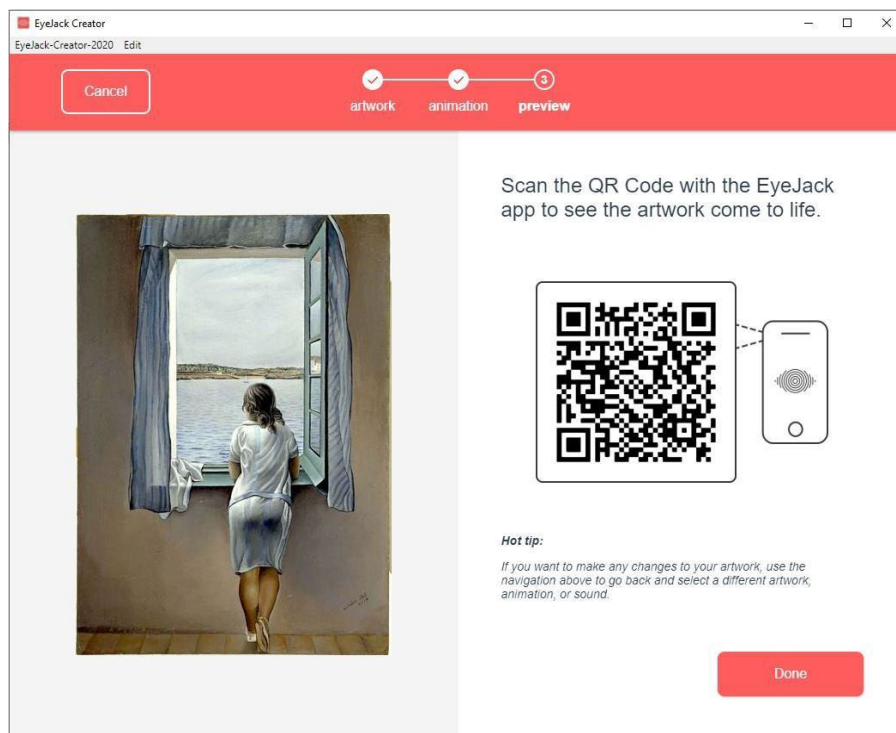 EyeJack Creator
EyeJack-Creator-2020 Edit
Cancel
3
artwork animation preview
Scan the QR Code with the EyeJack
app to see the artwork come to life.
Hot tip:
If you want to make any changes to your artwork, use the
navigation above to go back and select a different artwork,
animation, or sound.
Done